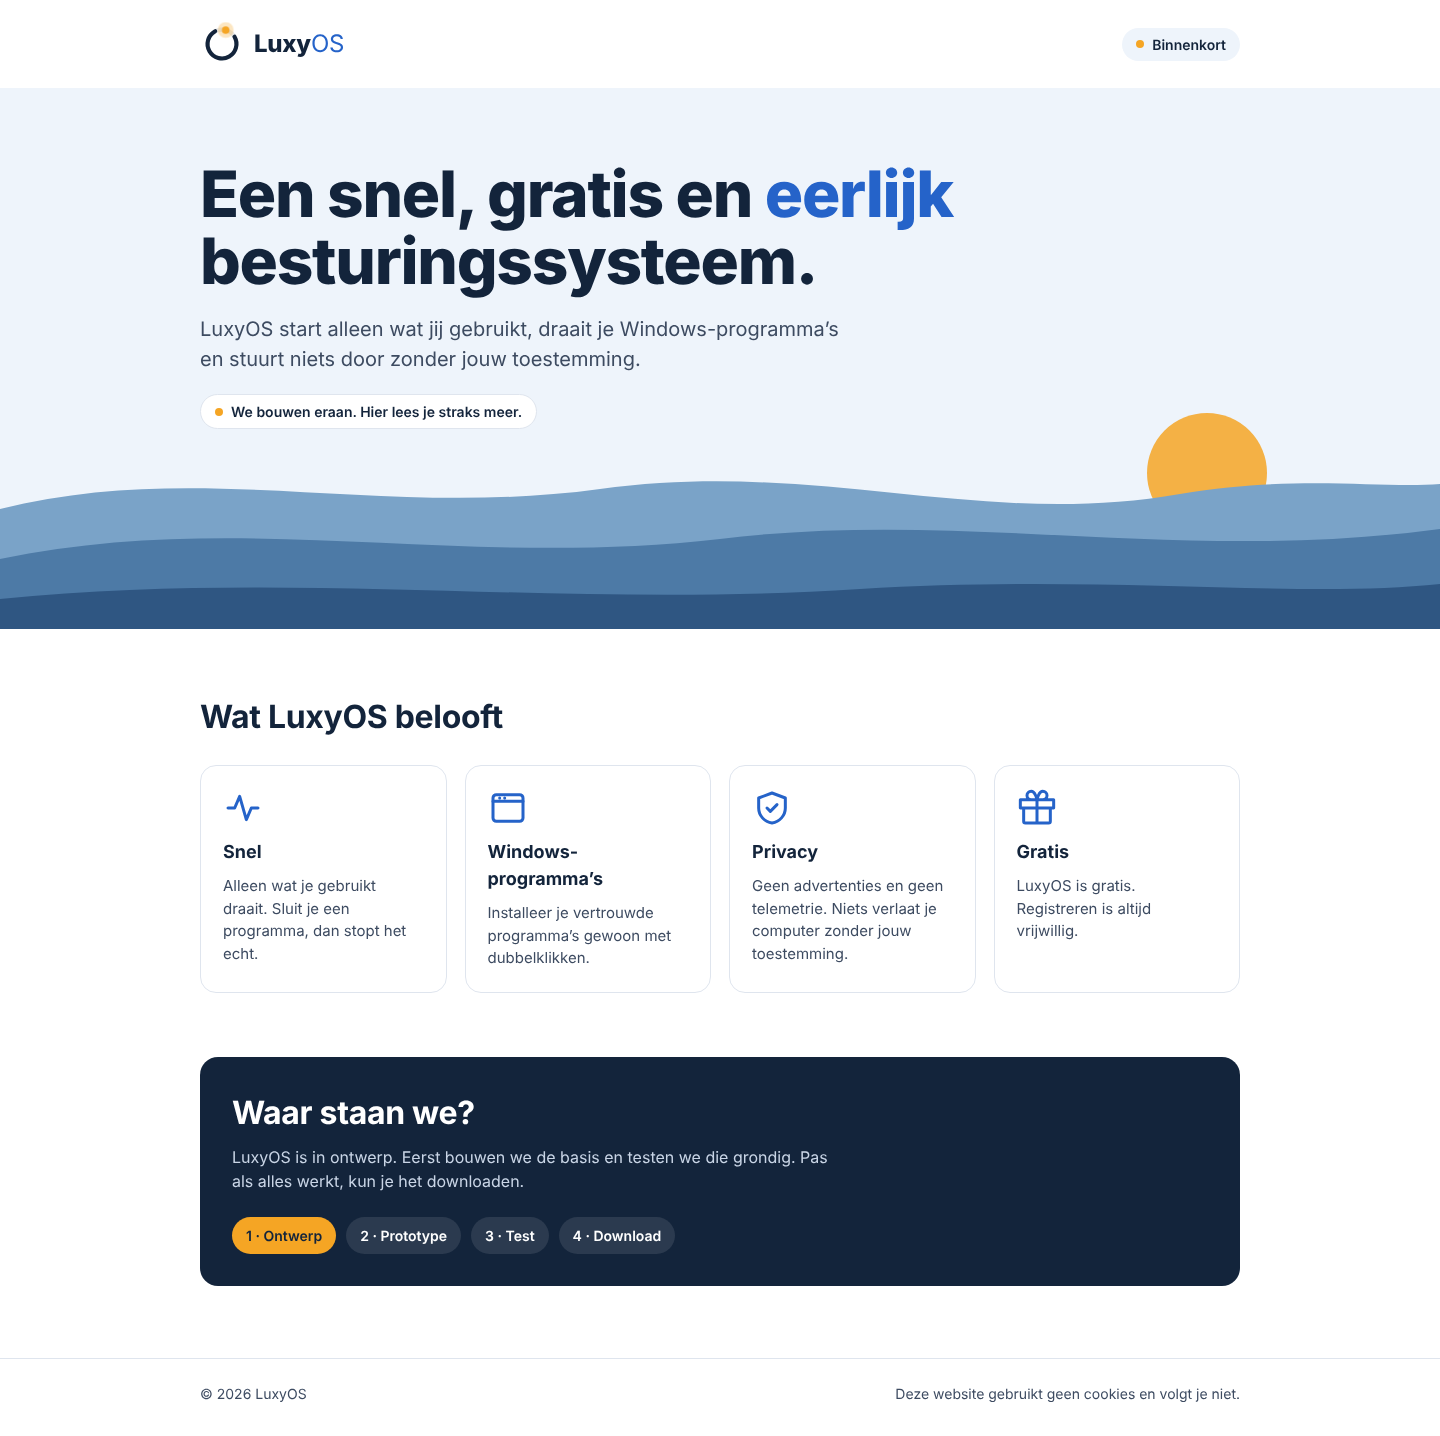 LuxyOS
Binnenkort
Een snel, gratis en eerlijk
besturingssysteem.
LuxyOS start alleen wat jij gebruikt, draait je Windows-programma’s
en stuurt niets door zonder jouw toestemming.
We bouwen eraan. Hier lees je straks meer.
Wat LuxyOS belooft
Snel
Alleen wat je gebruikt
draait. Sluit je een
programma, dan stopt het
echt.
Windows-
programma’s
Installeer je vertrouwde
programma’s gewoon met
dubbelklikken.
Privacy
Geen advertenties en geen
telemetrie. Niets verlaat je
computer zonder jouw
toestemming.
Gratis
LuxyOS is gratis.
Registreren is altijd
vrijwillig.
Waar staan we?
LuxyOS is in ontwerp. Eerst bouwen we de basis en testen we die grondig. Pas
als alles werkt, kun je het downloaden.
1 · Ontwerp
2 · Prototype
3 · Test
4 · Download
© 2026 LuxyOS
Deze website gebruikt geen cookies en volgt je niet.